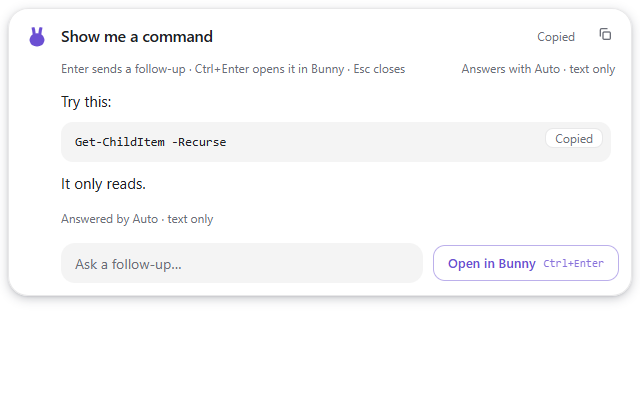 Show me a command
Copied
Enter sends a follow-up · Ctrl+Enter opens it in Bunny · Esc closes
Answers with Auto · text only
Try this:
Get-ChildItem -Recurse
Copied
It only reads.
Answered by Auto · text only
Ask a follow-up...
Open in Bunny Ctrl+Enter